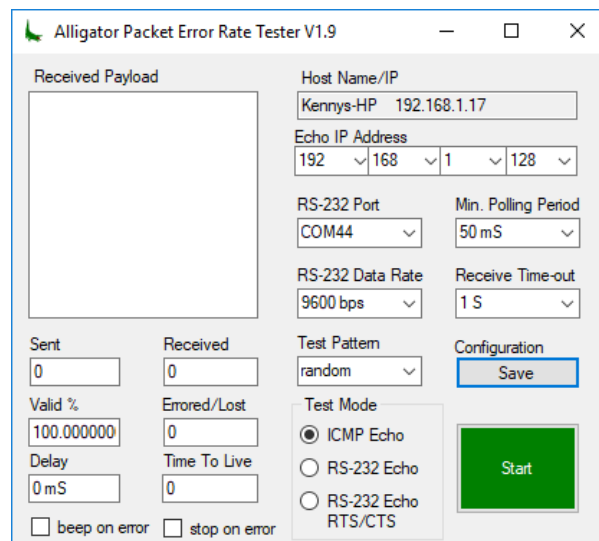 Alligator Packet Error Rate Tester V1.9
Received Payload
Host Name/IP
Kennys-HP 192.168.1.17
Echo IP Address
192 168 1 128
RS-232 Port
Min. Polling Period
COM44
50 mS
RS-232 Data Rate
Receive Time-out
9600 bps
1 S
Sent
Received
Test Pattern
Configuration
0
0
random
Save
Valid %
Errored/Lost
Test Mode
100.0000000
0
ICMP Echo
Delay
Time To Live
RS-232 Echo
Start
0 mS
0
RS-232 Echo
RTS/CTS
beep on error
stop on error